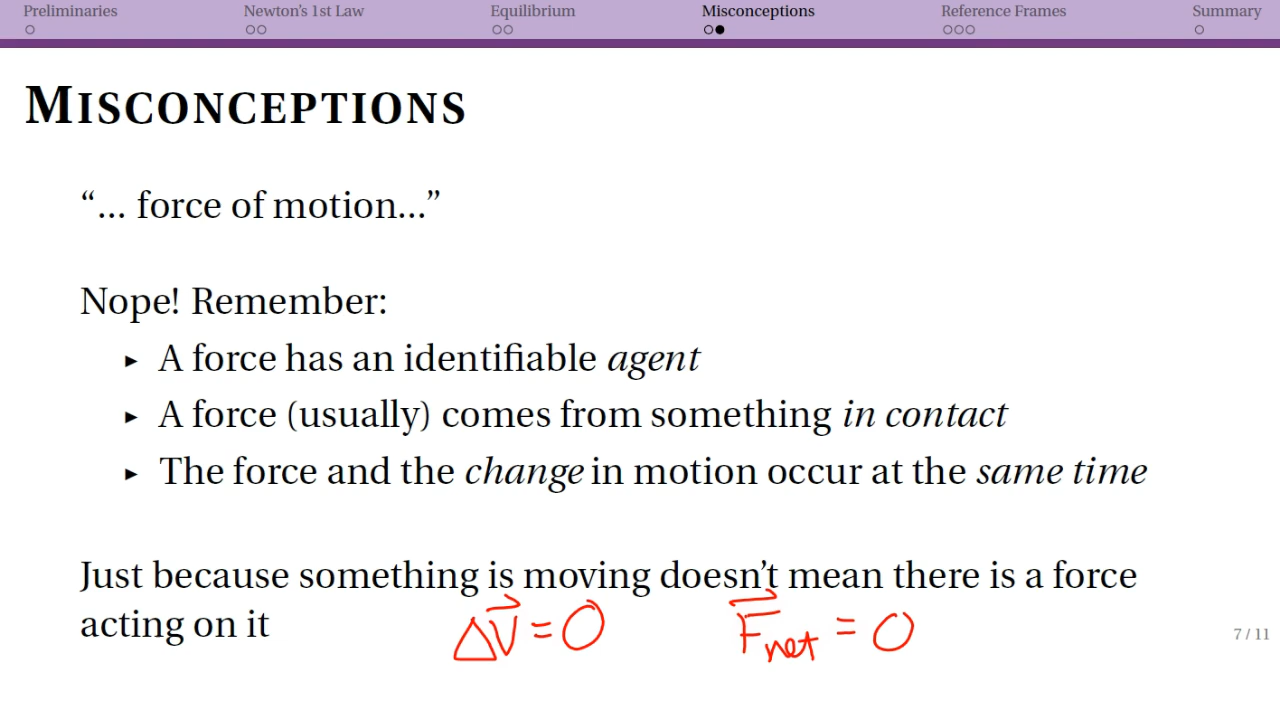 Preliminaries Newton's 1st Law Equilibrium Misconceptions Reference Frames Summary
MISCONCEPTIONS
“... force of motion...”
Nope! Remember:
▸ A force has an identifiable agent
▸ A force (usually) comes from something in contact
▸ The force and the change in motion occur at the same time
Just because something is moving doesn’t mean there is a force
acting on it
Δv⃗ = 0 F⃗net = 0
7 / 11